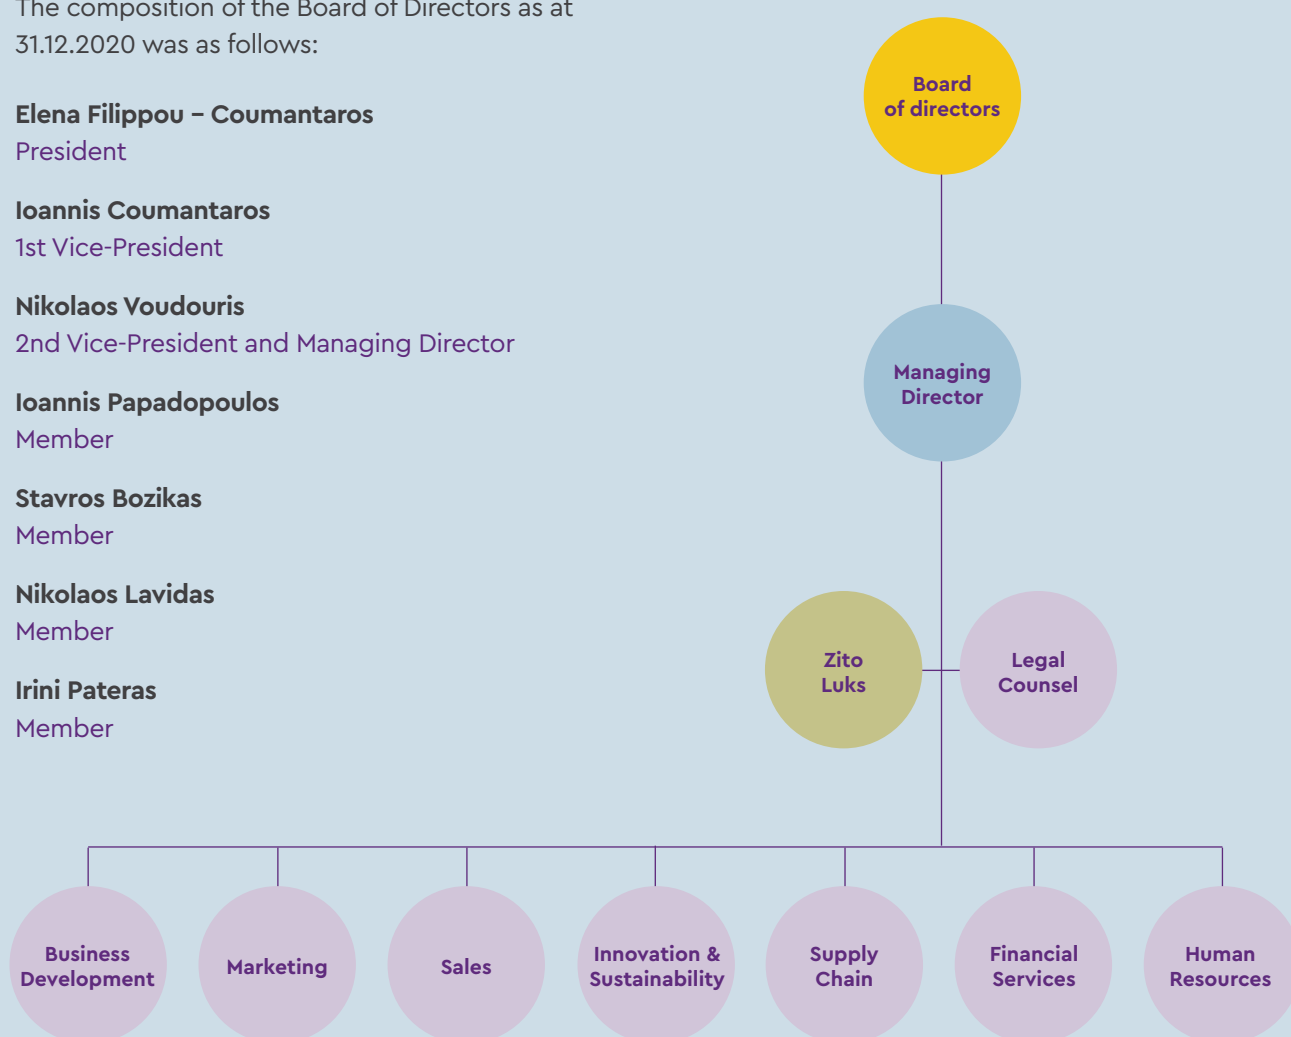 The composition of the Board of Directors as at
31.12.2020 was as follows:
Elena Filippou – Coumantaros
President
Ioannis Coumantaros
1st Vice-President
Nikolaos Voudouris
2nd Vice-President and Managing Director
Ioannis Papadopoulos
Member
Stavros Bozikas
Member
Nikolaos Lavidas
Member
Irini Pateras
Member
Board
of directors
Managing
Director
Zito
Luks
Legal
Counsel
Business
Development
Marketing
Sales
Innovation &
Sustainability
Supply
Chain
Financial
Services
Human
Resources